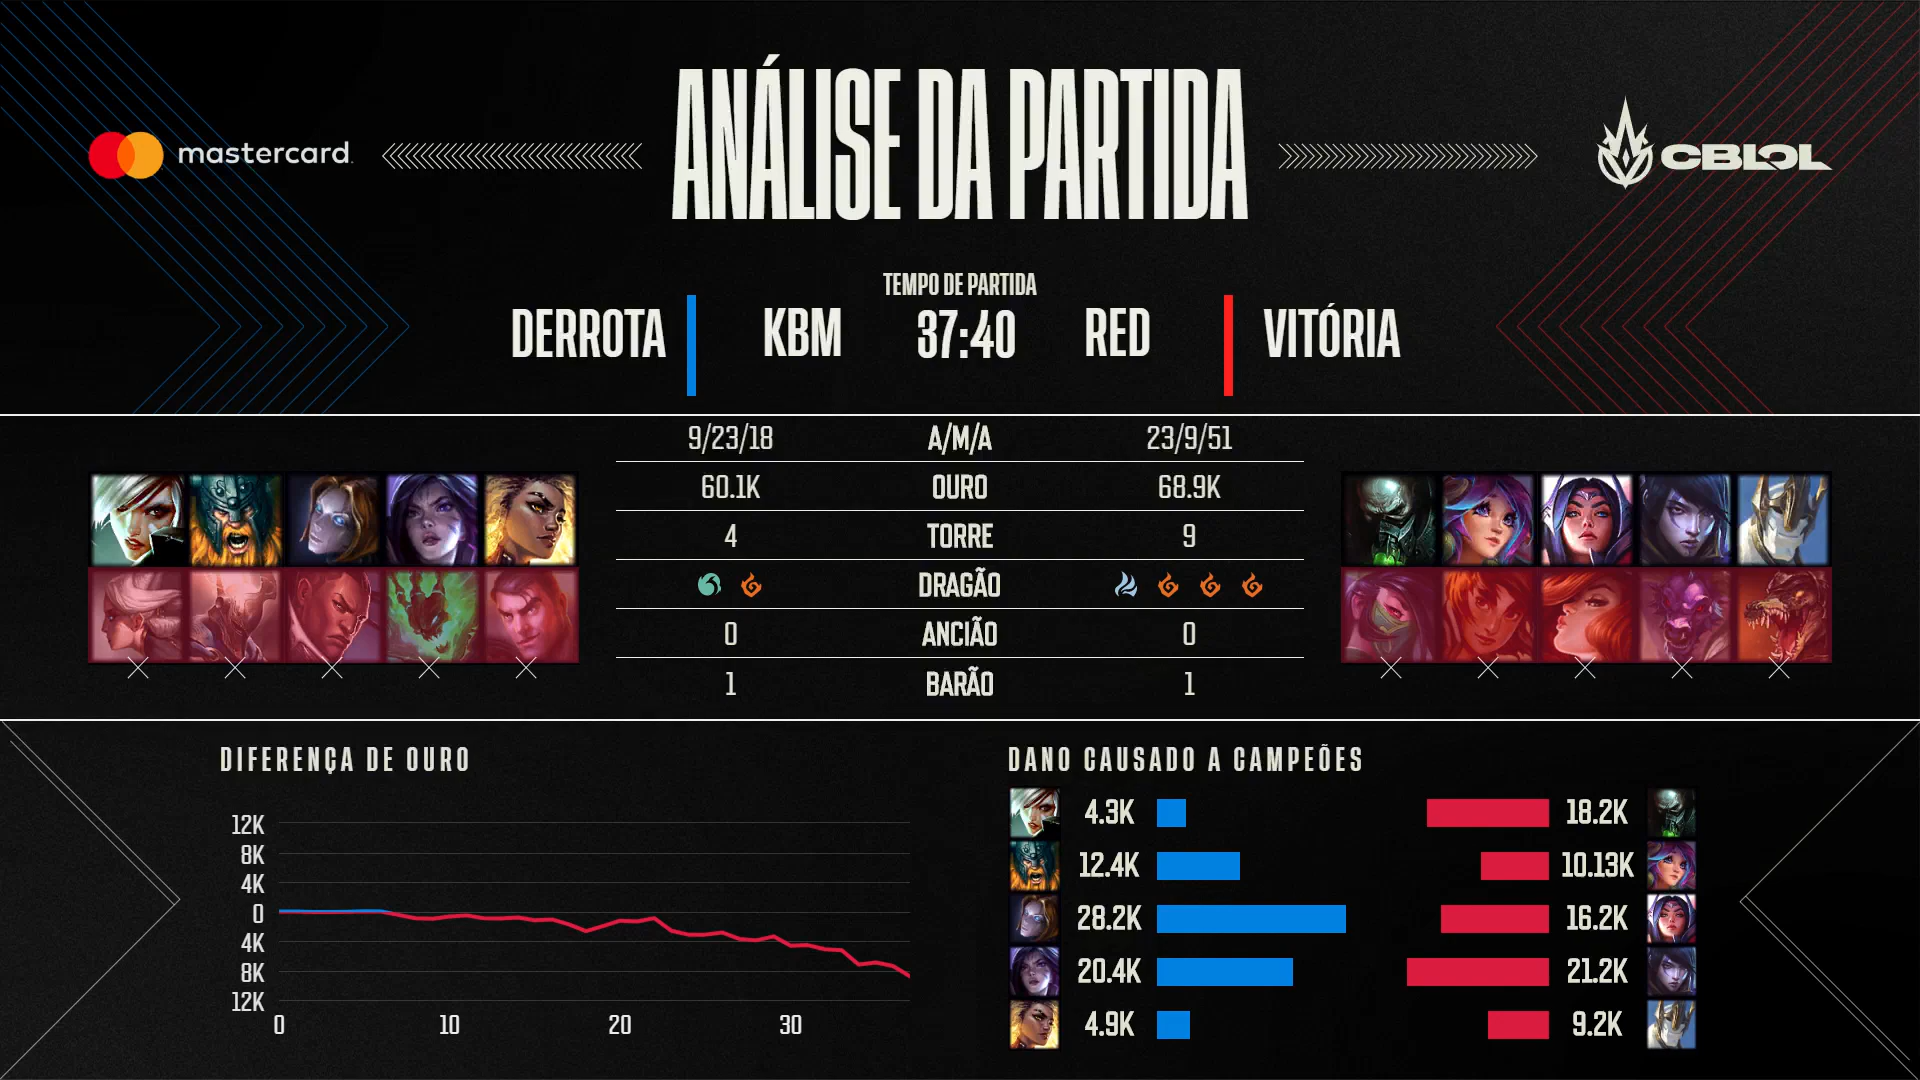 mastercard.
ANÁLISE DA PARTIDA
CBLOL
TEMPO DE PARTIDA
DERROTA KBM 37:40 RED VITÓRIA
9/23/18 A/M/A 23/9/51
60.1K OURO 68.9K
4 TORRE 9
DRAGÃO
0 ANCIÃO 0
1 BARÃO 1
DIFERENÇA DE OURO
12K
8K
4K
0
4K
8K
12K
0 10 20 30
DANO CAUSADO A CAMPEÕES
4.3K 18.2K
12.4K 10.13K
28.2K 16.2K
20.4K 21.2K
4.9K 9.2K